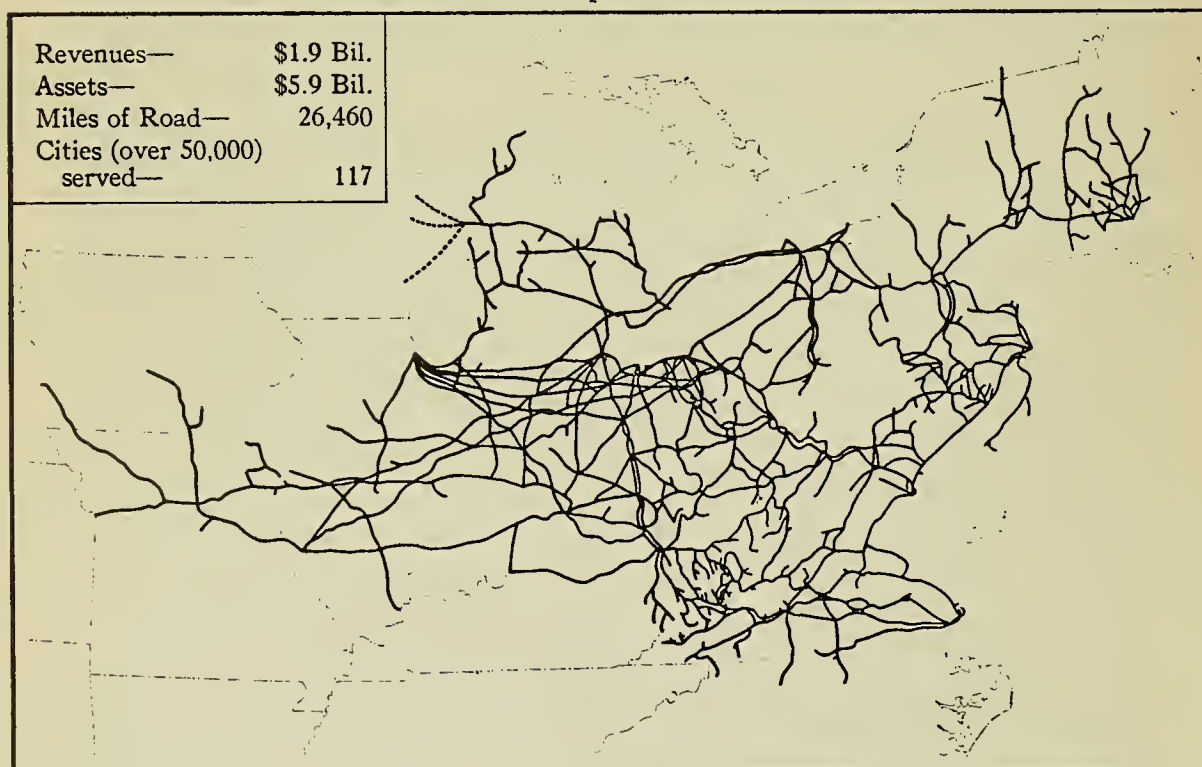 Revenues— $1.9 Bil.
Assets— $5.9 Bil.
Miles of Road— 26,460
Cities (over 50,000)
served— 117